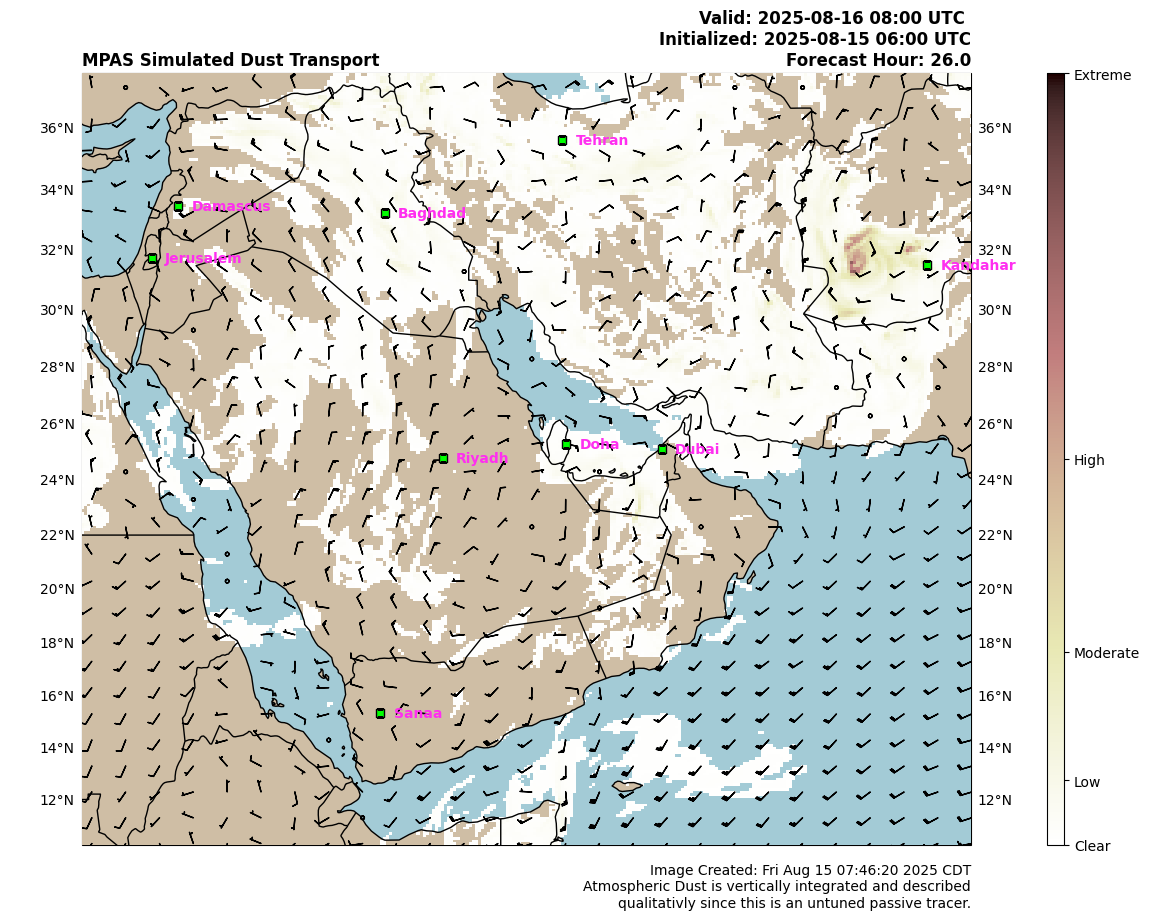 Valid: 2025-08-16 08:00 UTC
Initialized: 2025-08-15 06:00 UTC
MPAS Simulated Dust Transport Forecast Hour: 26.0
Extreme
36°N 36°N
Tehran
34°N 34°N
Damascus Baghdad
32°N 32°N
Jerusalem Kandahar
30°N 30°N
28°N 28°N
26°N 26°N
Doha Dubai
Riyadh High
24°N 24°N
22°N 22°N
20°N 20°N
18°N 18°N
Moderate
16°N 16°N
Sanaa
14°N 14°N
Low
12°N 12°N
Clear
Image Created: Fri Aug 15 07:46:20 2025 CDT
Atmospheric Dust is vertically integrated and described
qualitativly since this is an untuned passive tracer.